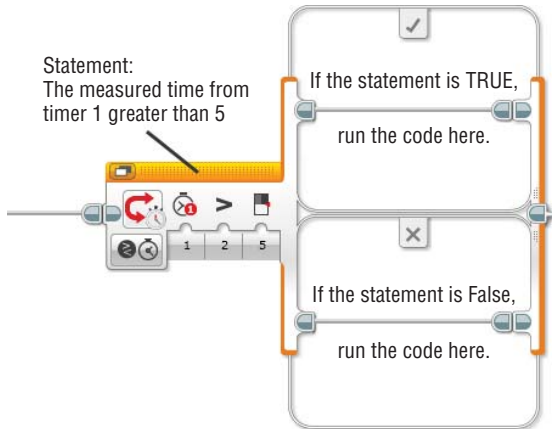 Statement:
The measured time from
timer 1 greater than 5
If the statement is TRUE,
run the code here.
1
>
1 2 5
If the statement is False,
run the code here.